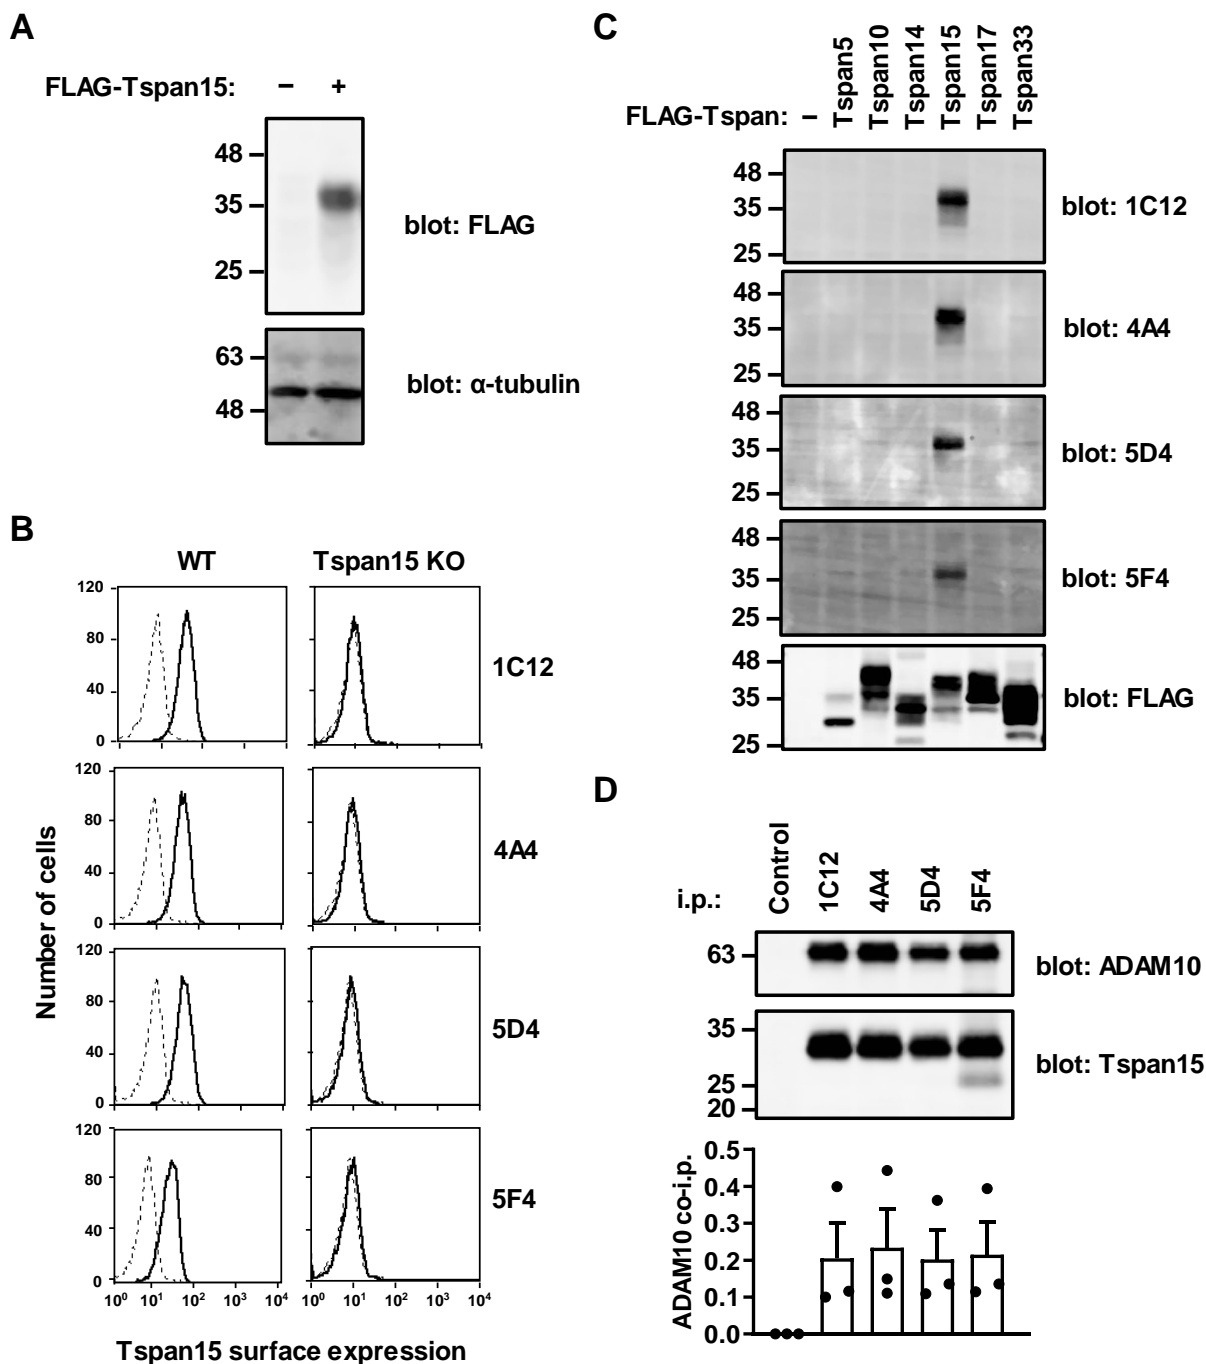 A
FLAG-Tspan15: – +
48
35
25
blot: FLAG
63
48
blot: α-tubulin
B
WT
Tspan15 KO
120
80
40
0
1C12
120
80
40
0
4A4
120
80
40
0
5D4
120
80
40
0
5F4
10⁰ 10¹ 10² 10³ 10⁴
10⁰ 10¹ 10² 10³ 10⁴
Number of cells
Tspan15 surface expression
C
FLAG-Tspan: – Tspan5 Tspan10 Tspan14 Tspan15 Tspan17 Tspan33
48
35
25
blot: 1C12
48
35
25
blot: 4A4
48
35
25
blot: 5D4
48
35
25
blot: 5F4
48
35
25
blot: FLAG
D
i.p.: Control 1C12 4A4 5D4 5F4
63
blot: ADAM10
35
25
20
blot: Tspan15
ADAM10 co-i.p.
0.5
0.4
0.3
0.2
0.1
0.0